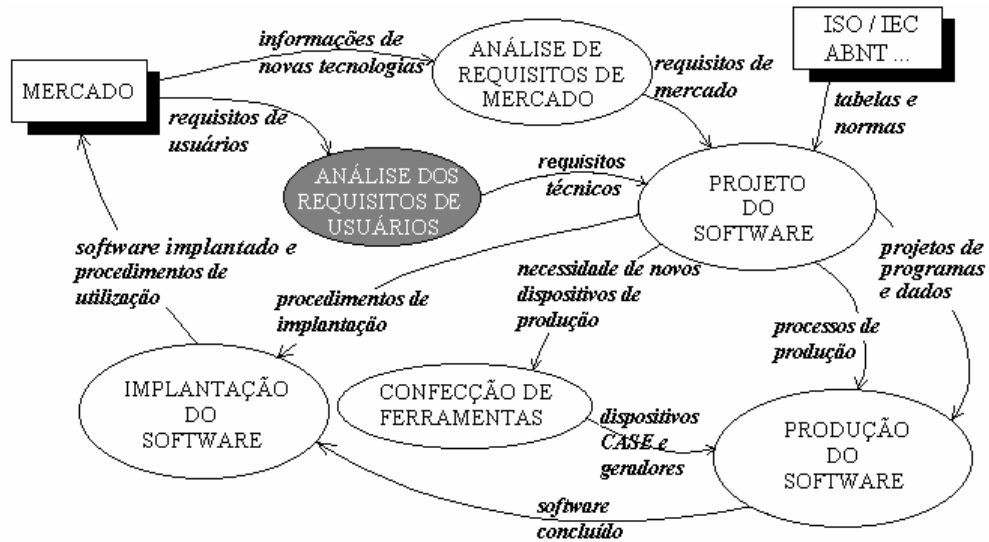 informações de
novas tecnologias
ANÁLISE DE
REQUISITOS DE
MERCADO
requisitos de
mercado
ISO / IEC
ABNT ...
MERCADO
requisitos de
usuários
tabelas e
normas
ANÁLISE DOS
REQUISITOS DE
USUÁRIOS
requisitos
técnicos
PROJETO
DO
SOFTWARE
software implantado e
procedimentos de
utilização
procedimentos de
implantação
necessidade de novos
dispositivos de
produção
projetos de
programas
e dados
processos de
produção
IMPLANTAÇÃO
DO
SOFTWARE
CONFECÇÃO DE
FERRAMENTAS
dispositivos
CASE e
geradores
PRODUÇÃO
DO
SOFTWARE
software
concluído